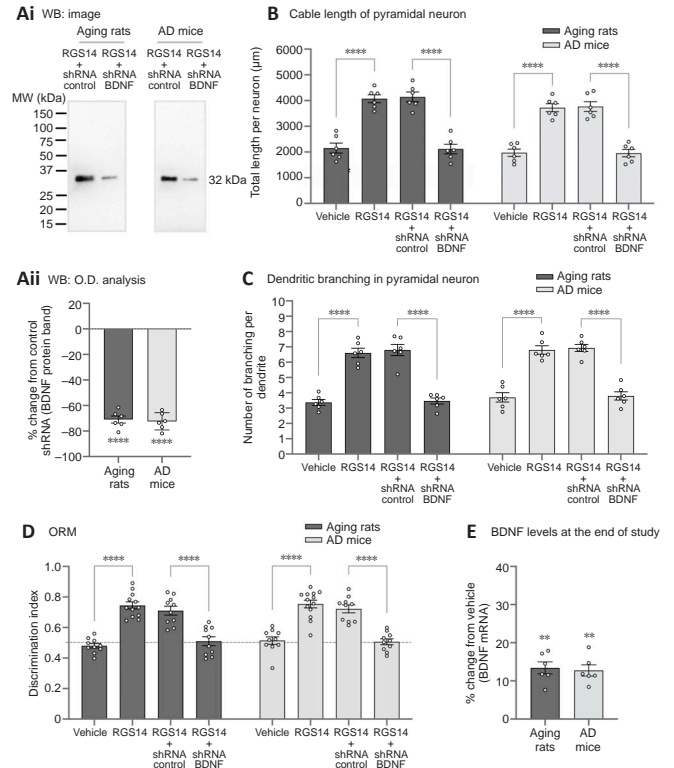 Ai WB: image
Aging rats
AD mice
RGS14
+
shRNA
control
RGS14
+
shRNA
BDNF
RGS14
+
shRNA
control
RGS14
+
shRNA
BDNF
MW (kDa)
150
100
75
50
37
25
20
15
32 kDa
Aii WB: O.D. analysis
% change from control
shRNA (BDNF protein band)
20
0
−20
−40
−60
−80
−100
****
****
Aging
rats
AD
mice
B Cable length of pyramidal neuron
Aging rats
AD mice
Total length per neuron (μm)
6000
5000
4000
3000
2000
1000
0
****
****
****
****
Vehicle
RGS14
RGS14
+
shRNA
control
RGS14
+
shRNA
BDNF
Vehicle
RGS14
RGS14
+
shRNA
control
RGS14
+
shRNA
BDNF
C Dendritic branching in pyramidal neuron
Aging rats
AD mice
Number of branching per
dendrite
10
9
8
7
6
5
4
3
2
1
0
****
****
****
****
Vehicle
RGS14
RGS14
+
shRNA
control
RGS14
+
shRNA
BDNF
Vehicle
RGS14
RGS14
+
shRNA
control
RGS14
+
shRNA
BDNF
D ORM
Aging rats
AD mice
Discrimination index
1.0
0.8
0.6
0.4
0.2
0
****
****
****
****
Vehicle
RGS14
RGS14
+
shRNA
control
RGS14
+
shRNA
BDNF
Vehicle
RGS14
RGS14
+
shRNA
control
RGS14
+
shRNA
BDNF
E BDNF levels at the end of study
% change from vehicle
(BDNF mRNA)
40
30
20
10
0
**
**
Aging
rats
AD
mice